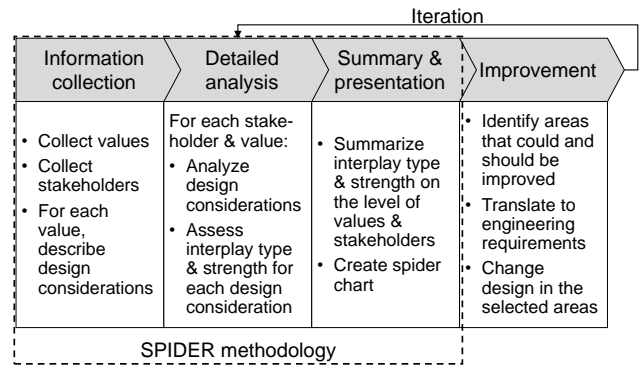 Iteration
Information
collection
Detailed
analysis
Summary &
presentation
Improvement
• Collect values
• Collect
stakeholders
• For each
value,
describe
design
considerations
For each stake-
holder & value:
• Analyze
design
considerations
• Assess
interplay type
& strength for
each design
consideration
• Summarize
interplay type
& strength on
the level of
values &
stakeholders
• Create spider
chart
• Identify areas
that could and
should be
improved
• Translate to
engineering
requirements
• Change
design in the
selected areas
SPIDER methodology